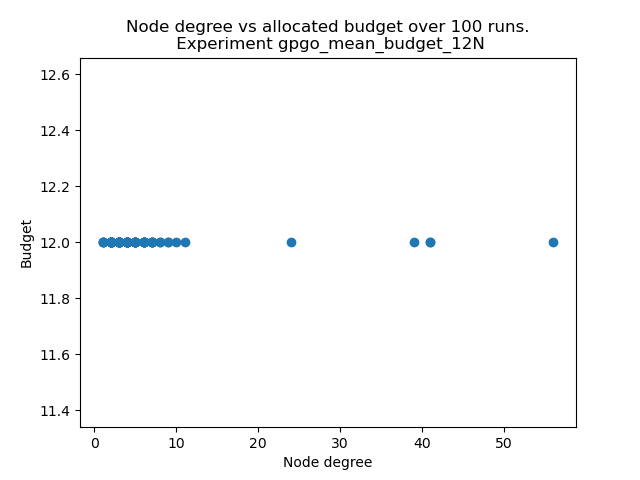 Node degree vs allocated budget over 100 runs.
Experiment gpgo_mean_budget_12N
12.6
12.4
12.2
12.0
11.8
11.6
11.4
Budget
0 10 20 30 40 50
Node degree